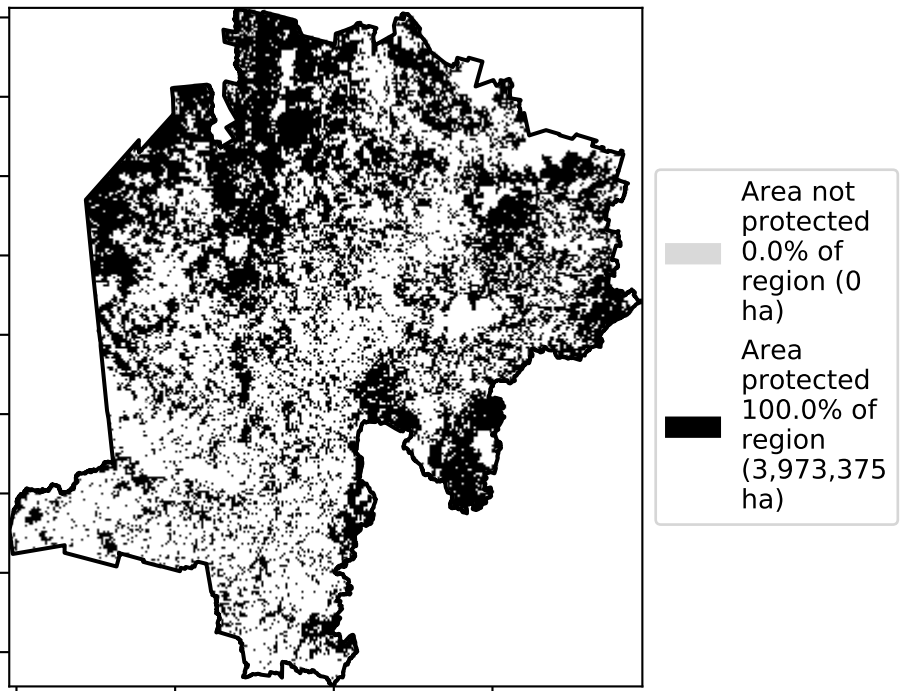 Area not
protected
0.0% of
region (0
ha)
Area
protected
100.0% of
region
(3,973,375
ha)